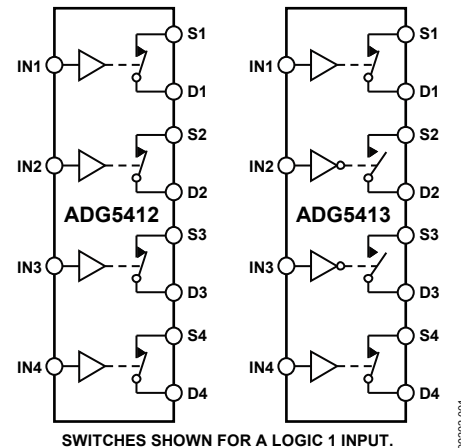 S1
IN1
D1
S2
IN2
D2
ADG5412
S3
IN3
D3
S4
IN4
D4
S1
IN1
D1
S2
IN2
D2
ADG5413
S3
IN3
D3
S4
IN4
D4
SWITCHES SHOWN FOR A LOGIC 1 INPUT.